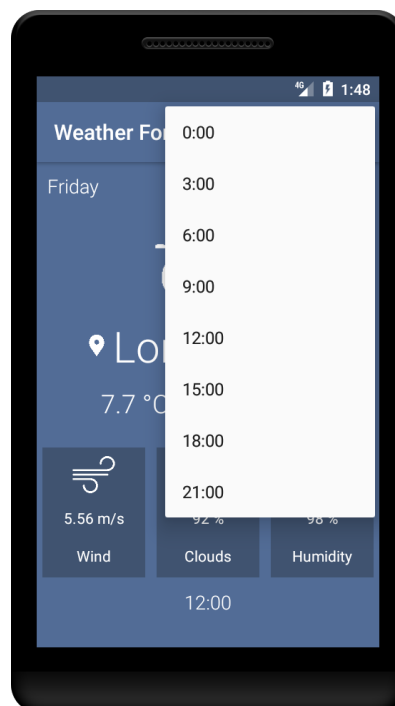 4G 1:48
Weather For
0:00
Friday
3:00
6:00
9:00
12:00
Lo
15:00
7.7 °C
18:00
21:00
5.56 m/s 92 % 98 %
Wind Clouds Humidity
12:00